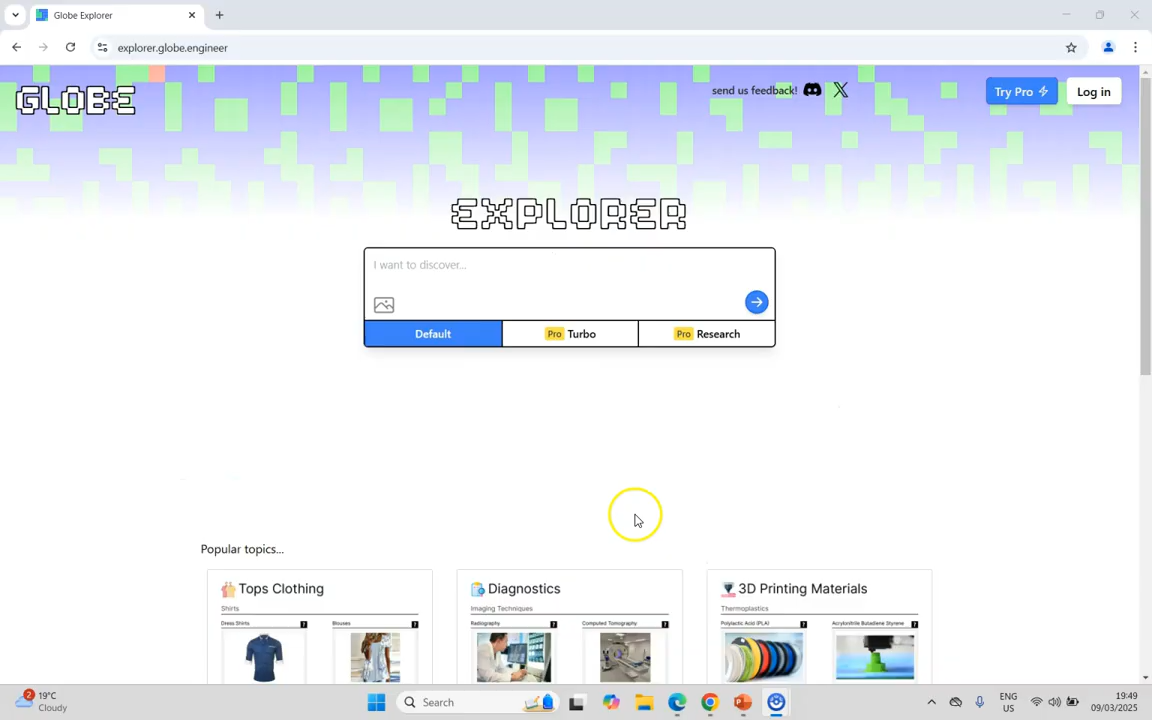 Globe Explorer
explorer.globe.engineer
GLOBE
send us feedback!
Try Pro
Log in
EXPLORER
I want to discover...
Default
Pro Turbo
Pro Research
Popular topics...
Tops Clothing
Shirts
Dress Shirts
Blouses
Diagnostics
Imaging Techniques
Radiography
Computed Tomography
3D Printing Materials
Thermoplastics
Polylactic Acid (PLA)
Acrylonitrile Butadiene Styrene
2
19°C
Cloudy
Search
ENG
US
19:49
09/03/2025